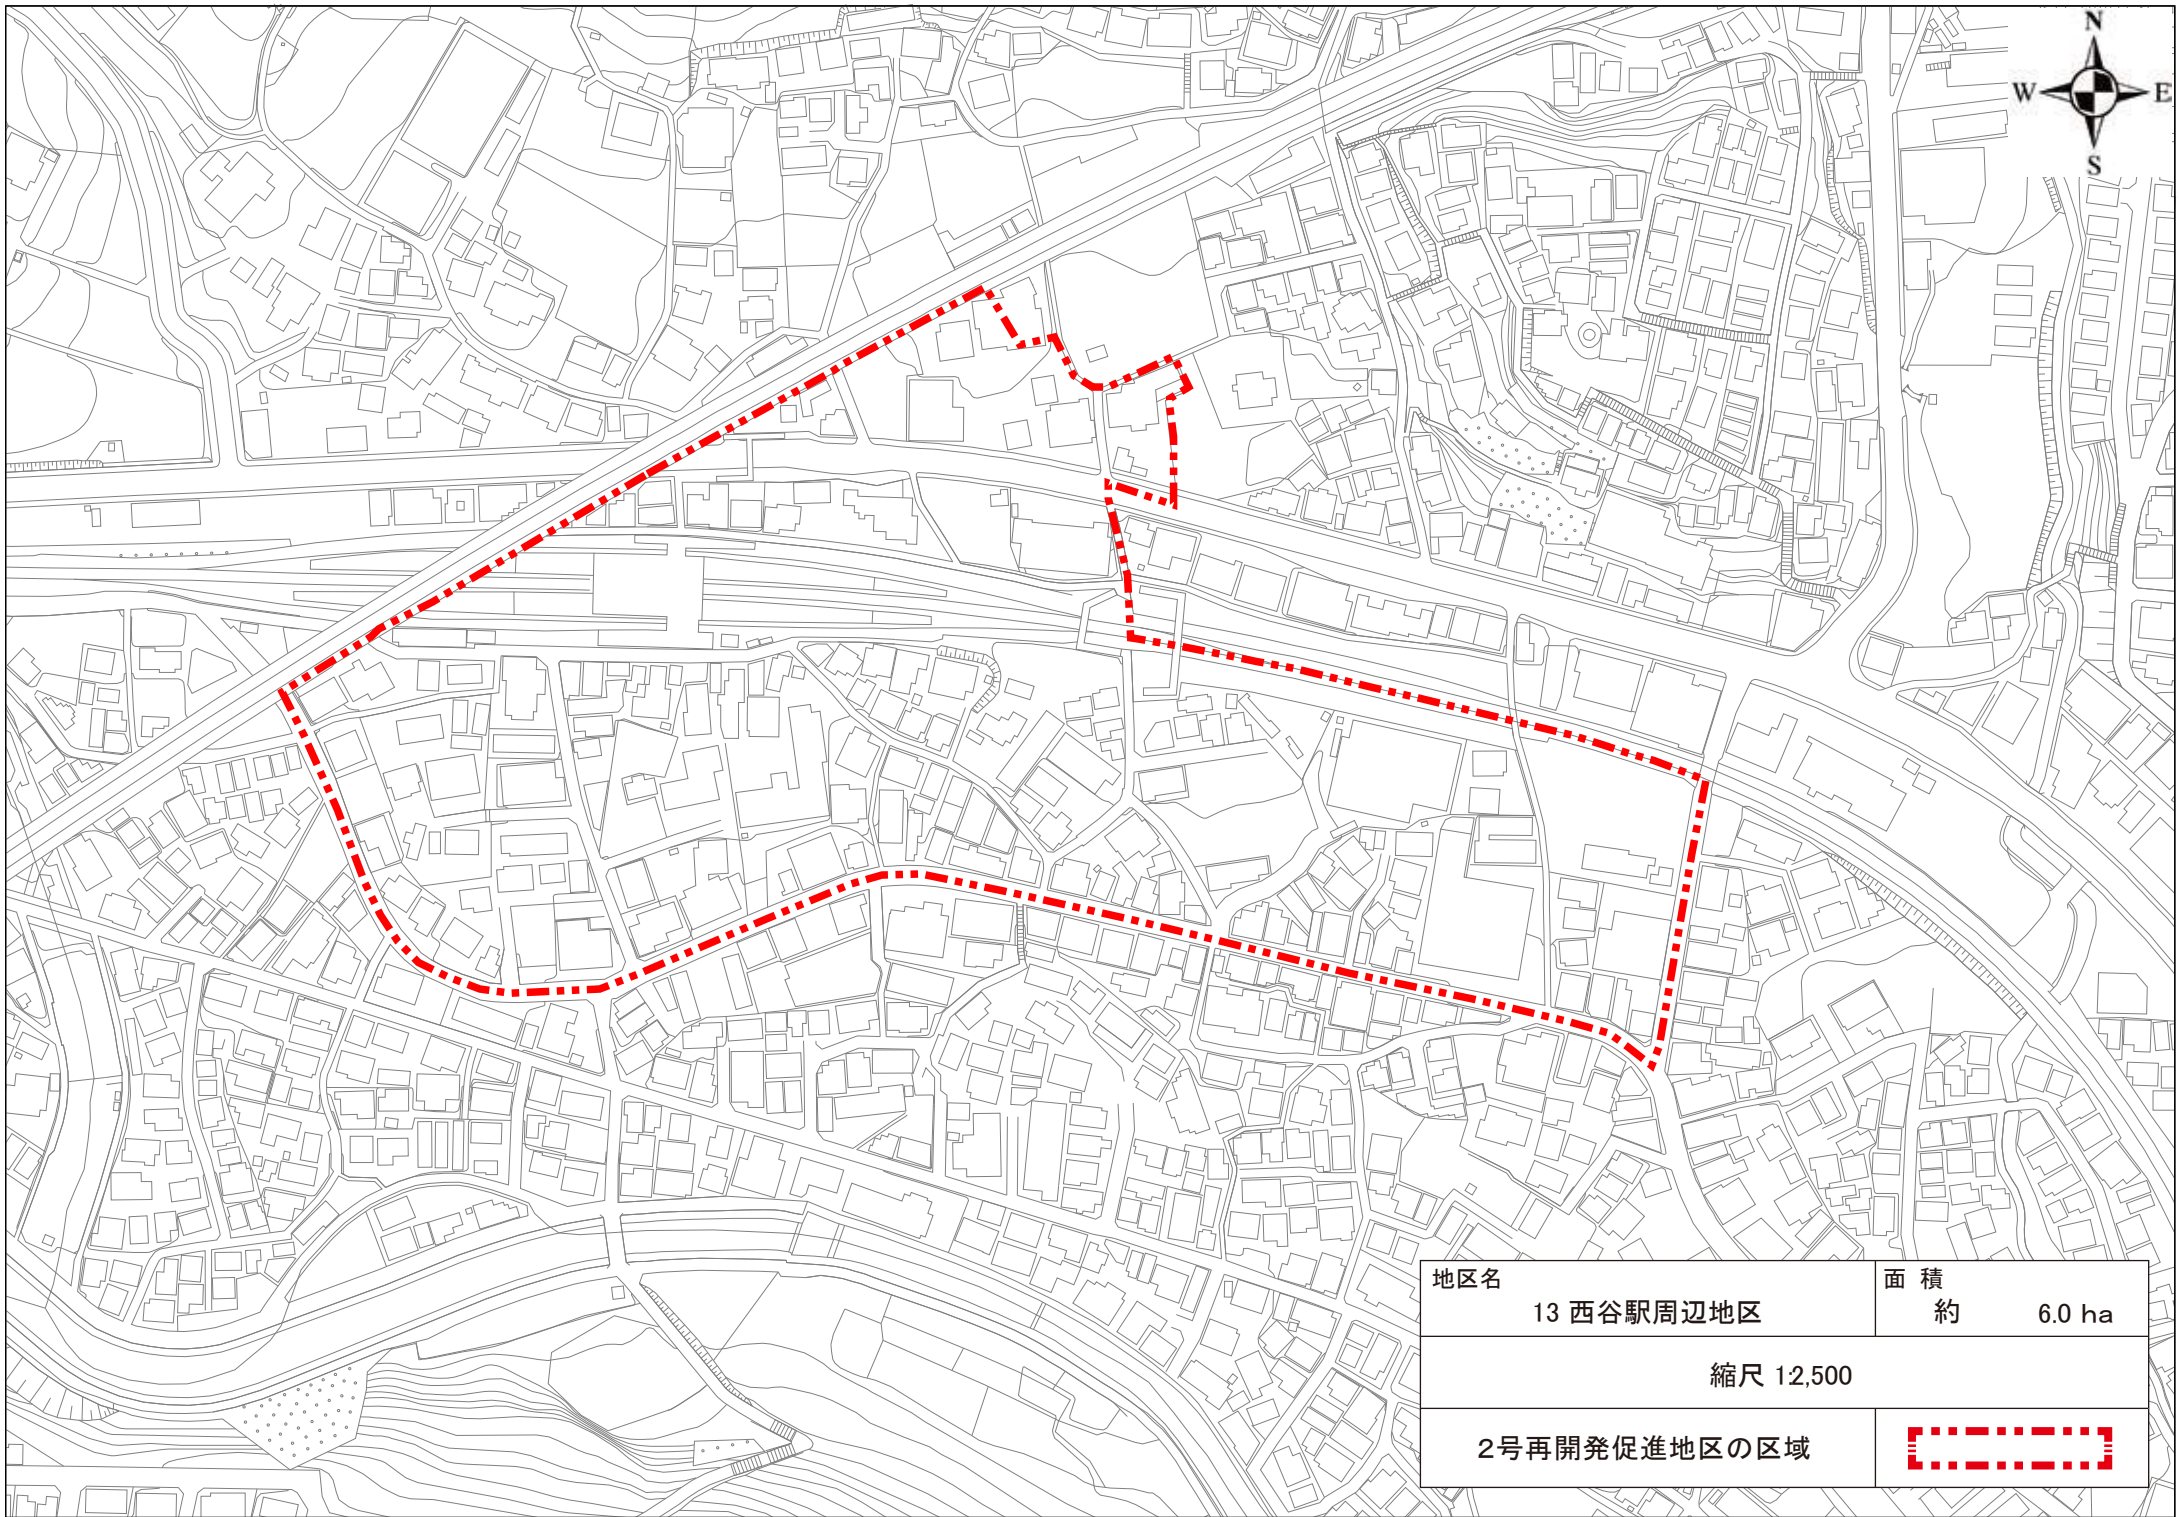 N
W E
S
地区名
13 西谷駅周辺地区
面 積
約 6.0 ha
縮尺 1:2,500
2号再開発促進地区の区域